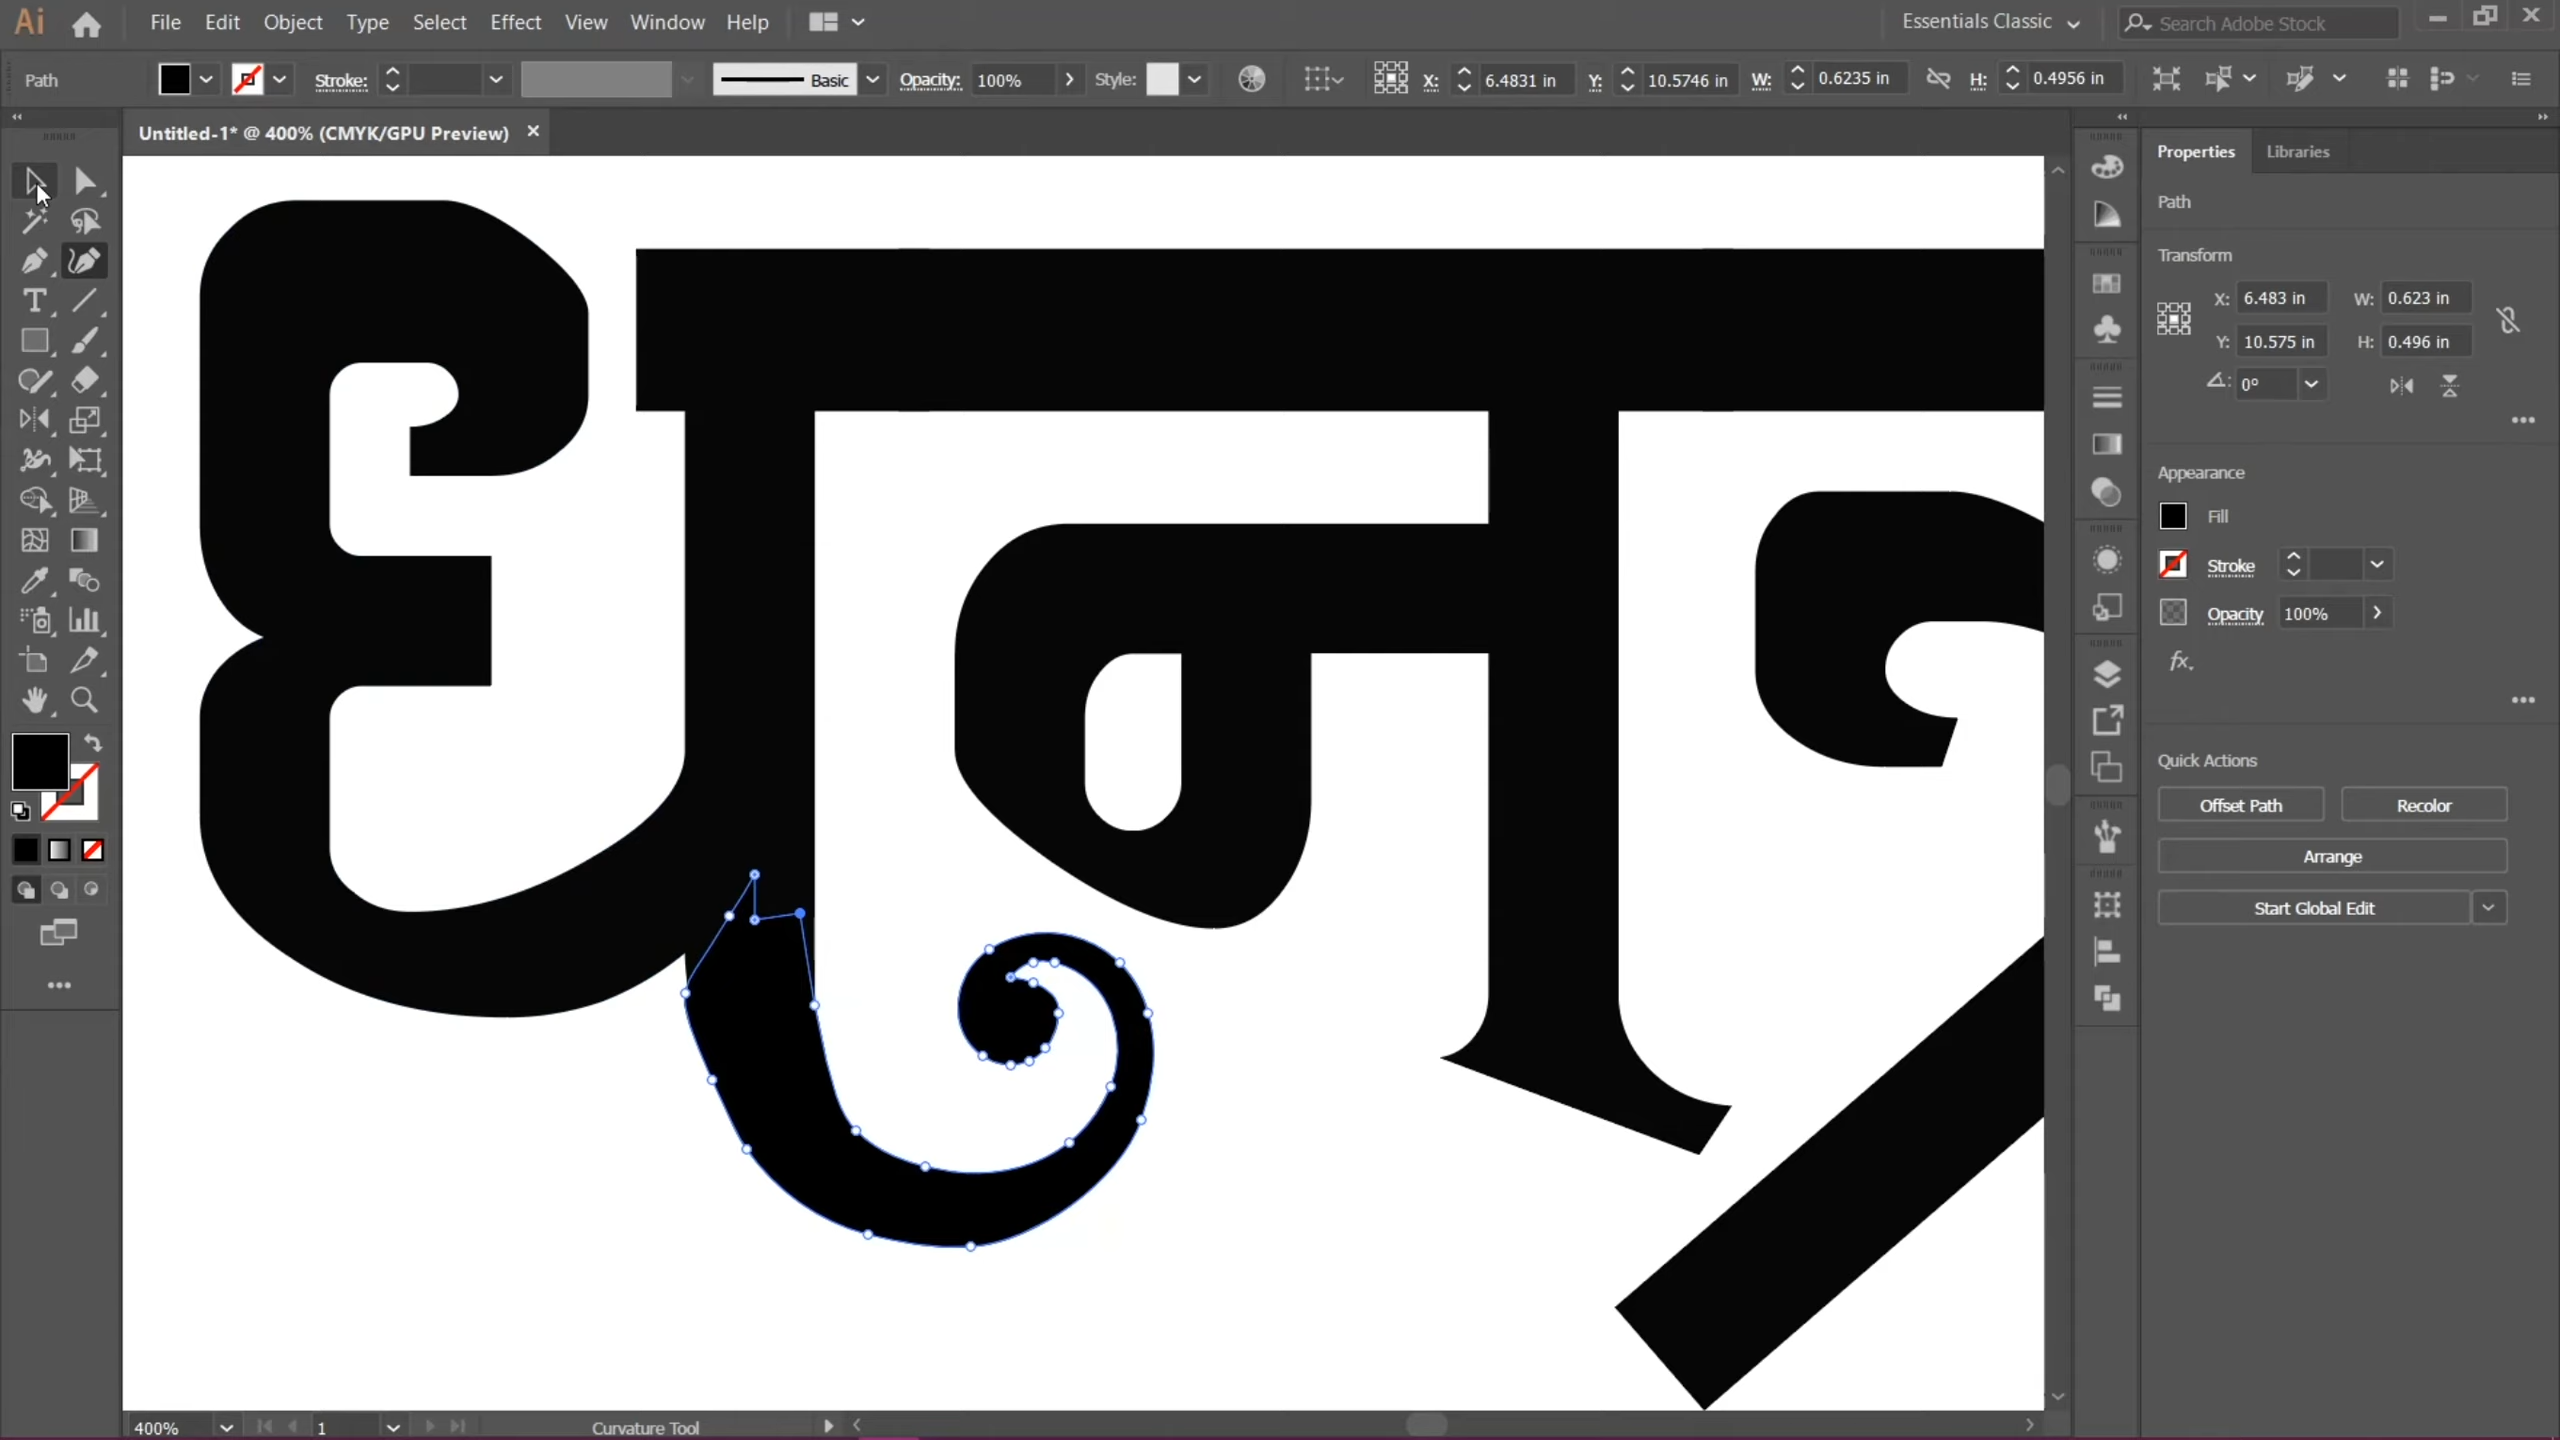 Ai File Edit Object Type Select Effect View Window Help Essentials Classic Search Adobe Stock
Path Stroke: Basic Opacity: 100% Style: X: 6.4831 in Y: 10.5746 in W: 0.6235 in H: 0.4956 in
Untitled-1* @ 400% (CMYK/GPU Preview)
Properties Libraries
Path
Transform
X: 6.483 in W: 0.623 in
Y: 10.575 in H: 0.496 in
0°
Appearance
Fill
Stroke
Opacity 100%
fx.
Quick Actions
Offset Path Recolor
Arrange
Start Global Edit
400% 1 Curvature Tool